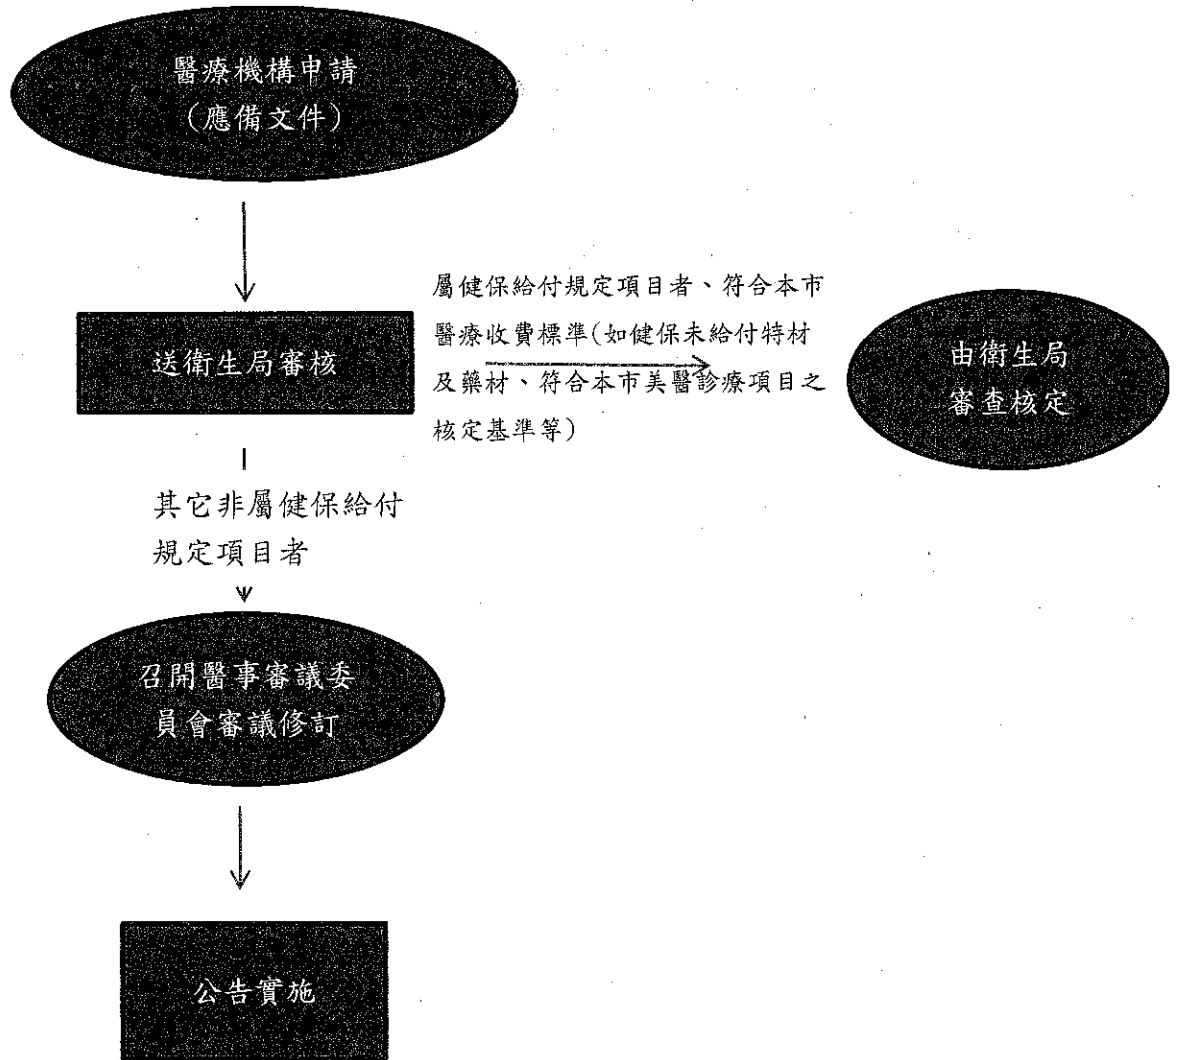 醫療機構申請
(應備文件)
送衛生局審核
屬健保給付規定項目者、符合本市
醫療收費標準(如健保未給付特材
及藥材、符合本市美醫診療項目之
核定基準等)
由衛生局
審查核定
其它非屬健保給付
規定項目者
召開醫事審議委
員會審議修訂
公告實施